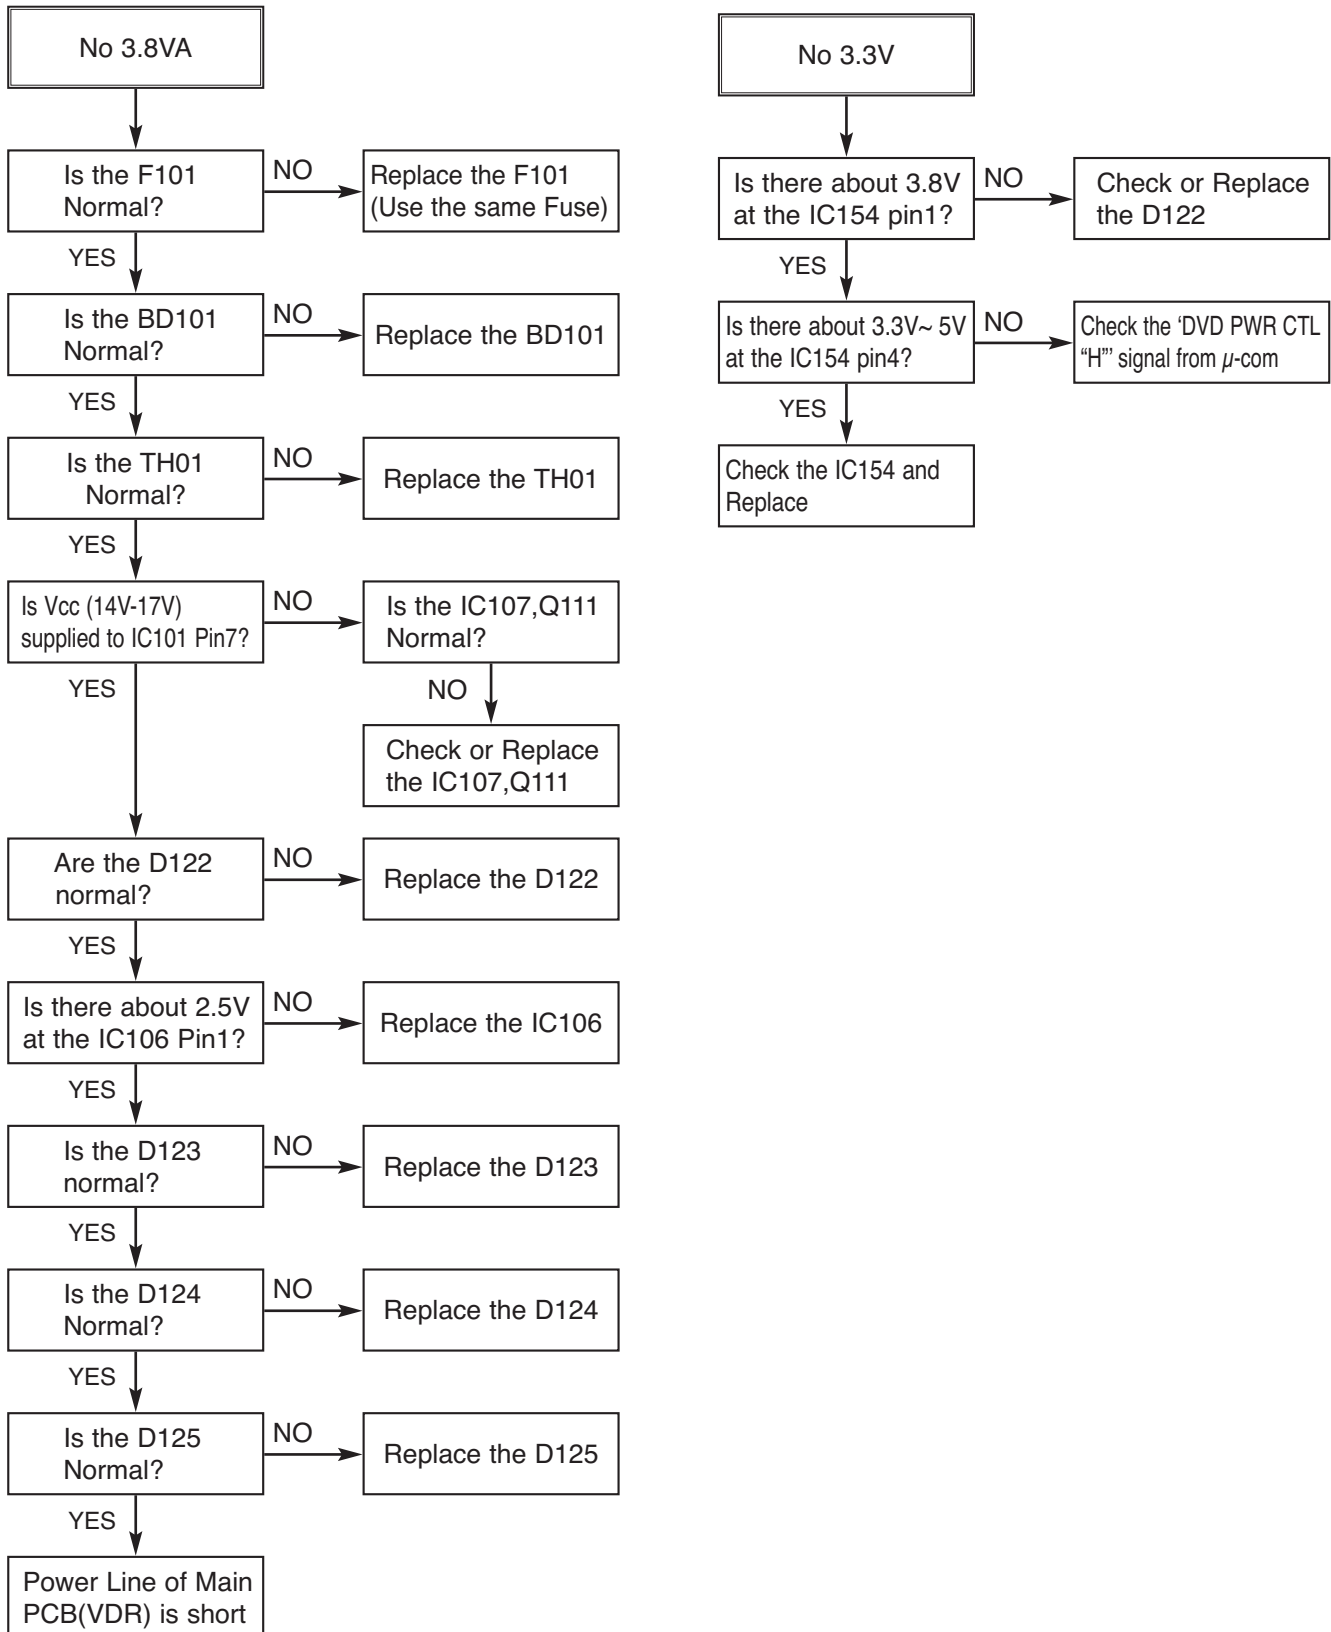 No 3.8VA
Is the F101
Normal?
NO
Replace the F101
(Use the same Fuse)
YES
Is the BD101
Normal?
NO
Replace the BD101
YES
Is the TH01
Normal?
NO
Replace the TH01
YES
Is Vcc (14V-17V)
supplied to IC101 Pin7?
NO
Is the IC107,Q111
Normal?
NO
Check or Replace
the IC107,Q111
YES
Are the D122
normal?
NO
Replace the D122
YES
Is there about 2.5V
at the IC106 Pin1?
NO
Replace the IC106
YES
Is the D123
normal?
NO
Replace the D123
YES
Is the D124
Normal?
NO
Replace the D124
YES
Is the D125
Normal?
NO
Replace the D125
YES
Power Line of Main
PCB(VDR) is short
No 3.3V
Is there about 3.8V
at the IC154 pin1?
NO
Check or Replace
the D122
YES
Is there about 3.3V~ 5V
at the IC154 pin4?
NO
Check the ‘DVD PWR CTL
“H”’ signal from µ-com
YES
Check the IC154 and
Replace